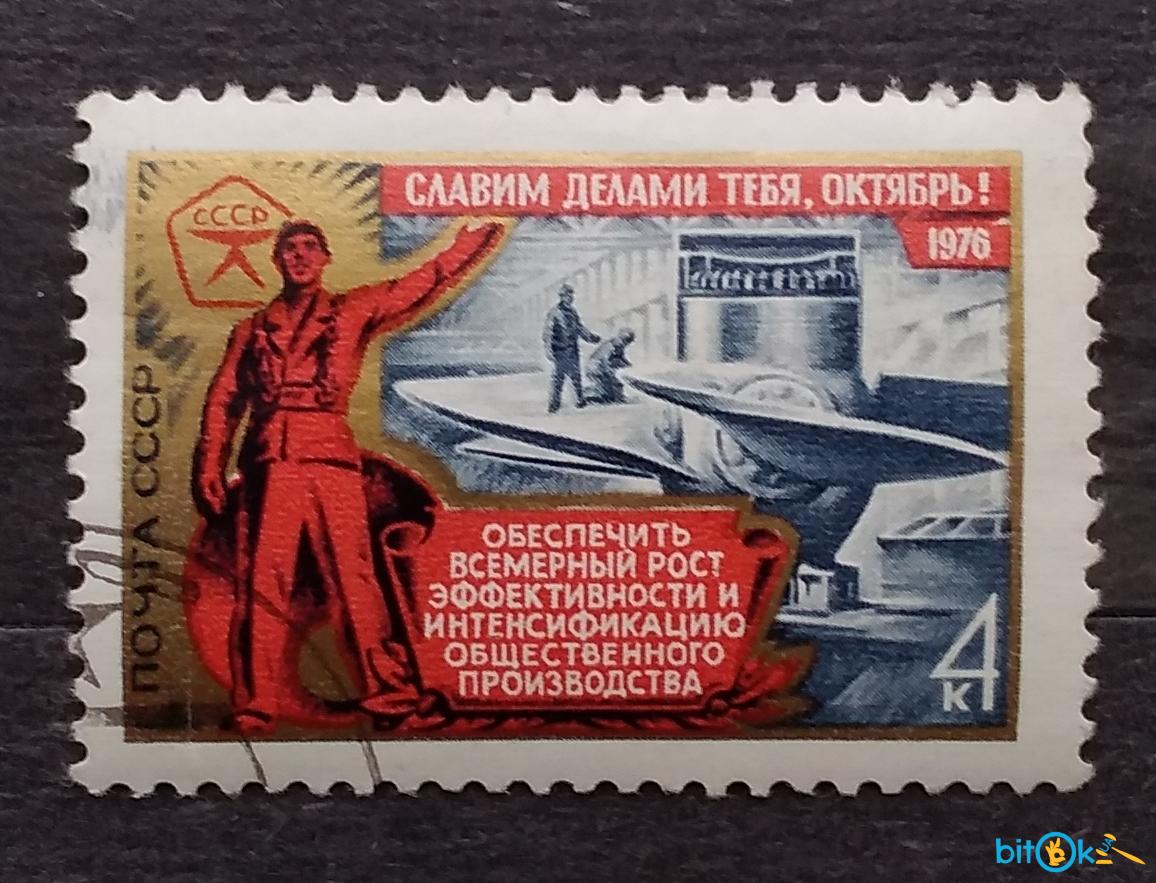 СЛАВИМ ДЕЛАМИ ТЕБЯ, ОКТЯБРЬ!
1976
СССР
ПОЧТА СССР
ОБЕСПЕЧИТЬ
ВСЕМЕРНЫЙ РОСТ
ЭФФЕКТИВНОСТИ И
ИНТЕНСИФИКАЦИЮ
ОБЩЕСТВЕННОГО
ПРОИЗВОДСТВА
4
к
bitOk